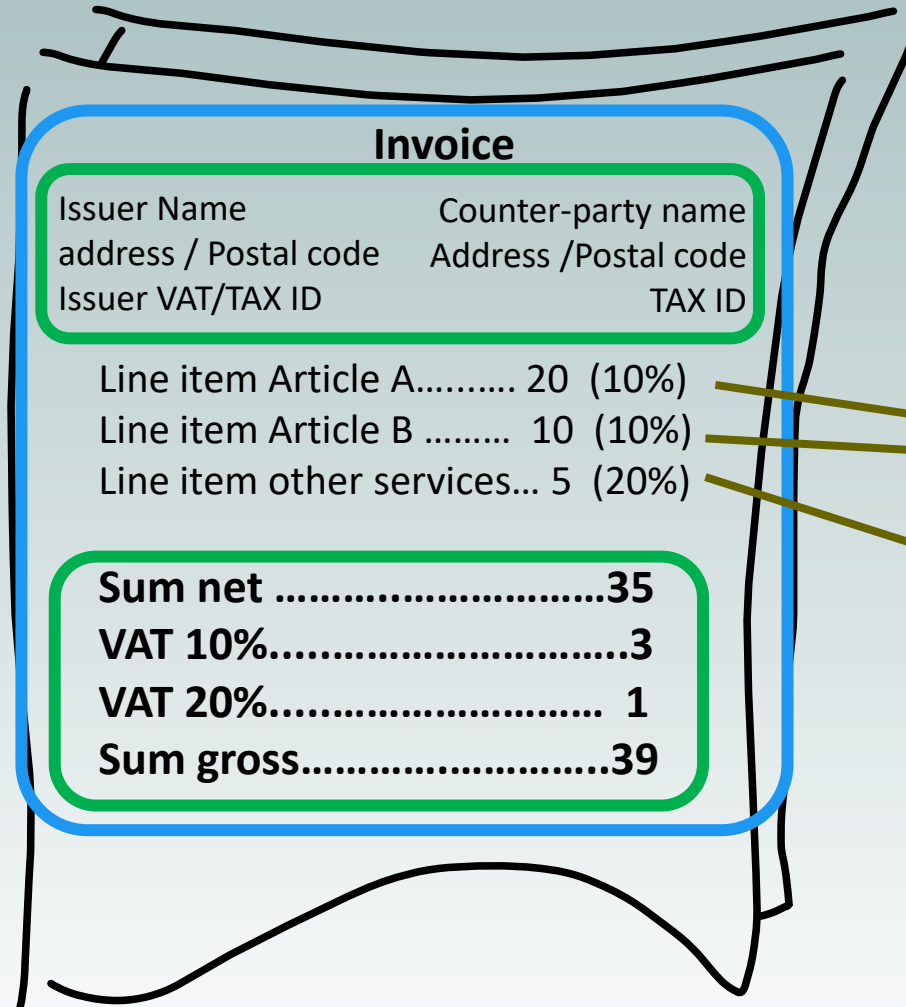 Invoice
Issuer Name
address / Postal code
Issuer VAT/TAX ID
Counter-party name
Address /Postal code
TAX ID
Line item Article A….....…. 20 (10%)
Line item Article B ……… 10 (10%)
Line item other services… 5 (20%)
Sum net ………..…………………35
VAT 10%.....………………………..3
VAT 20%.....……………………… 1
Sum gross………….…………..39